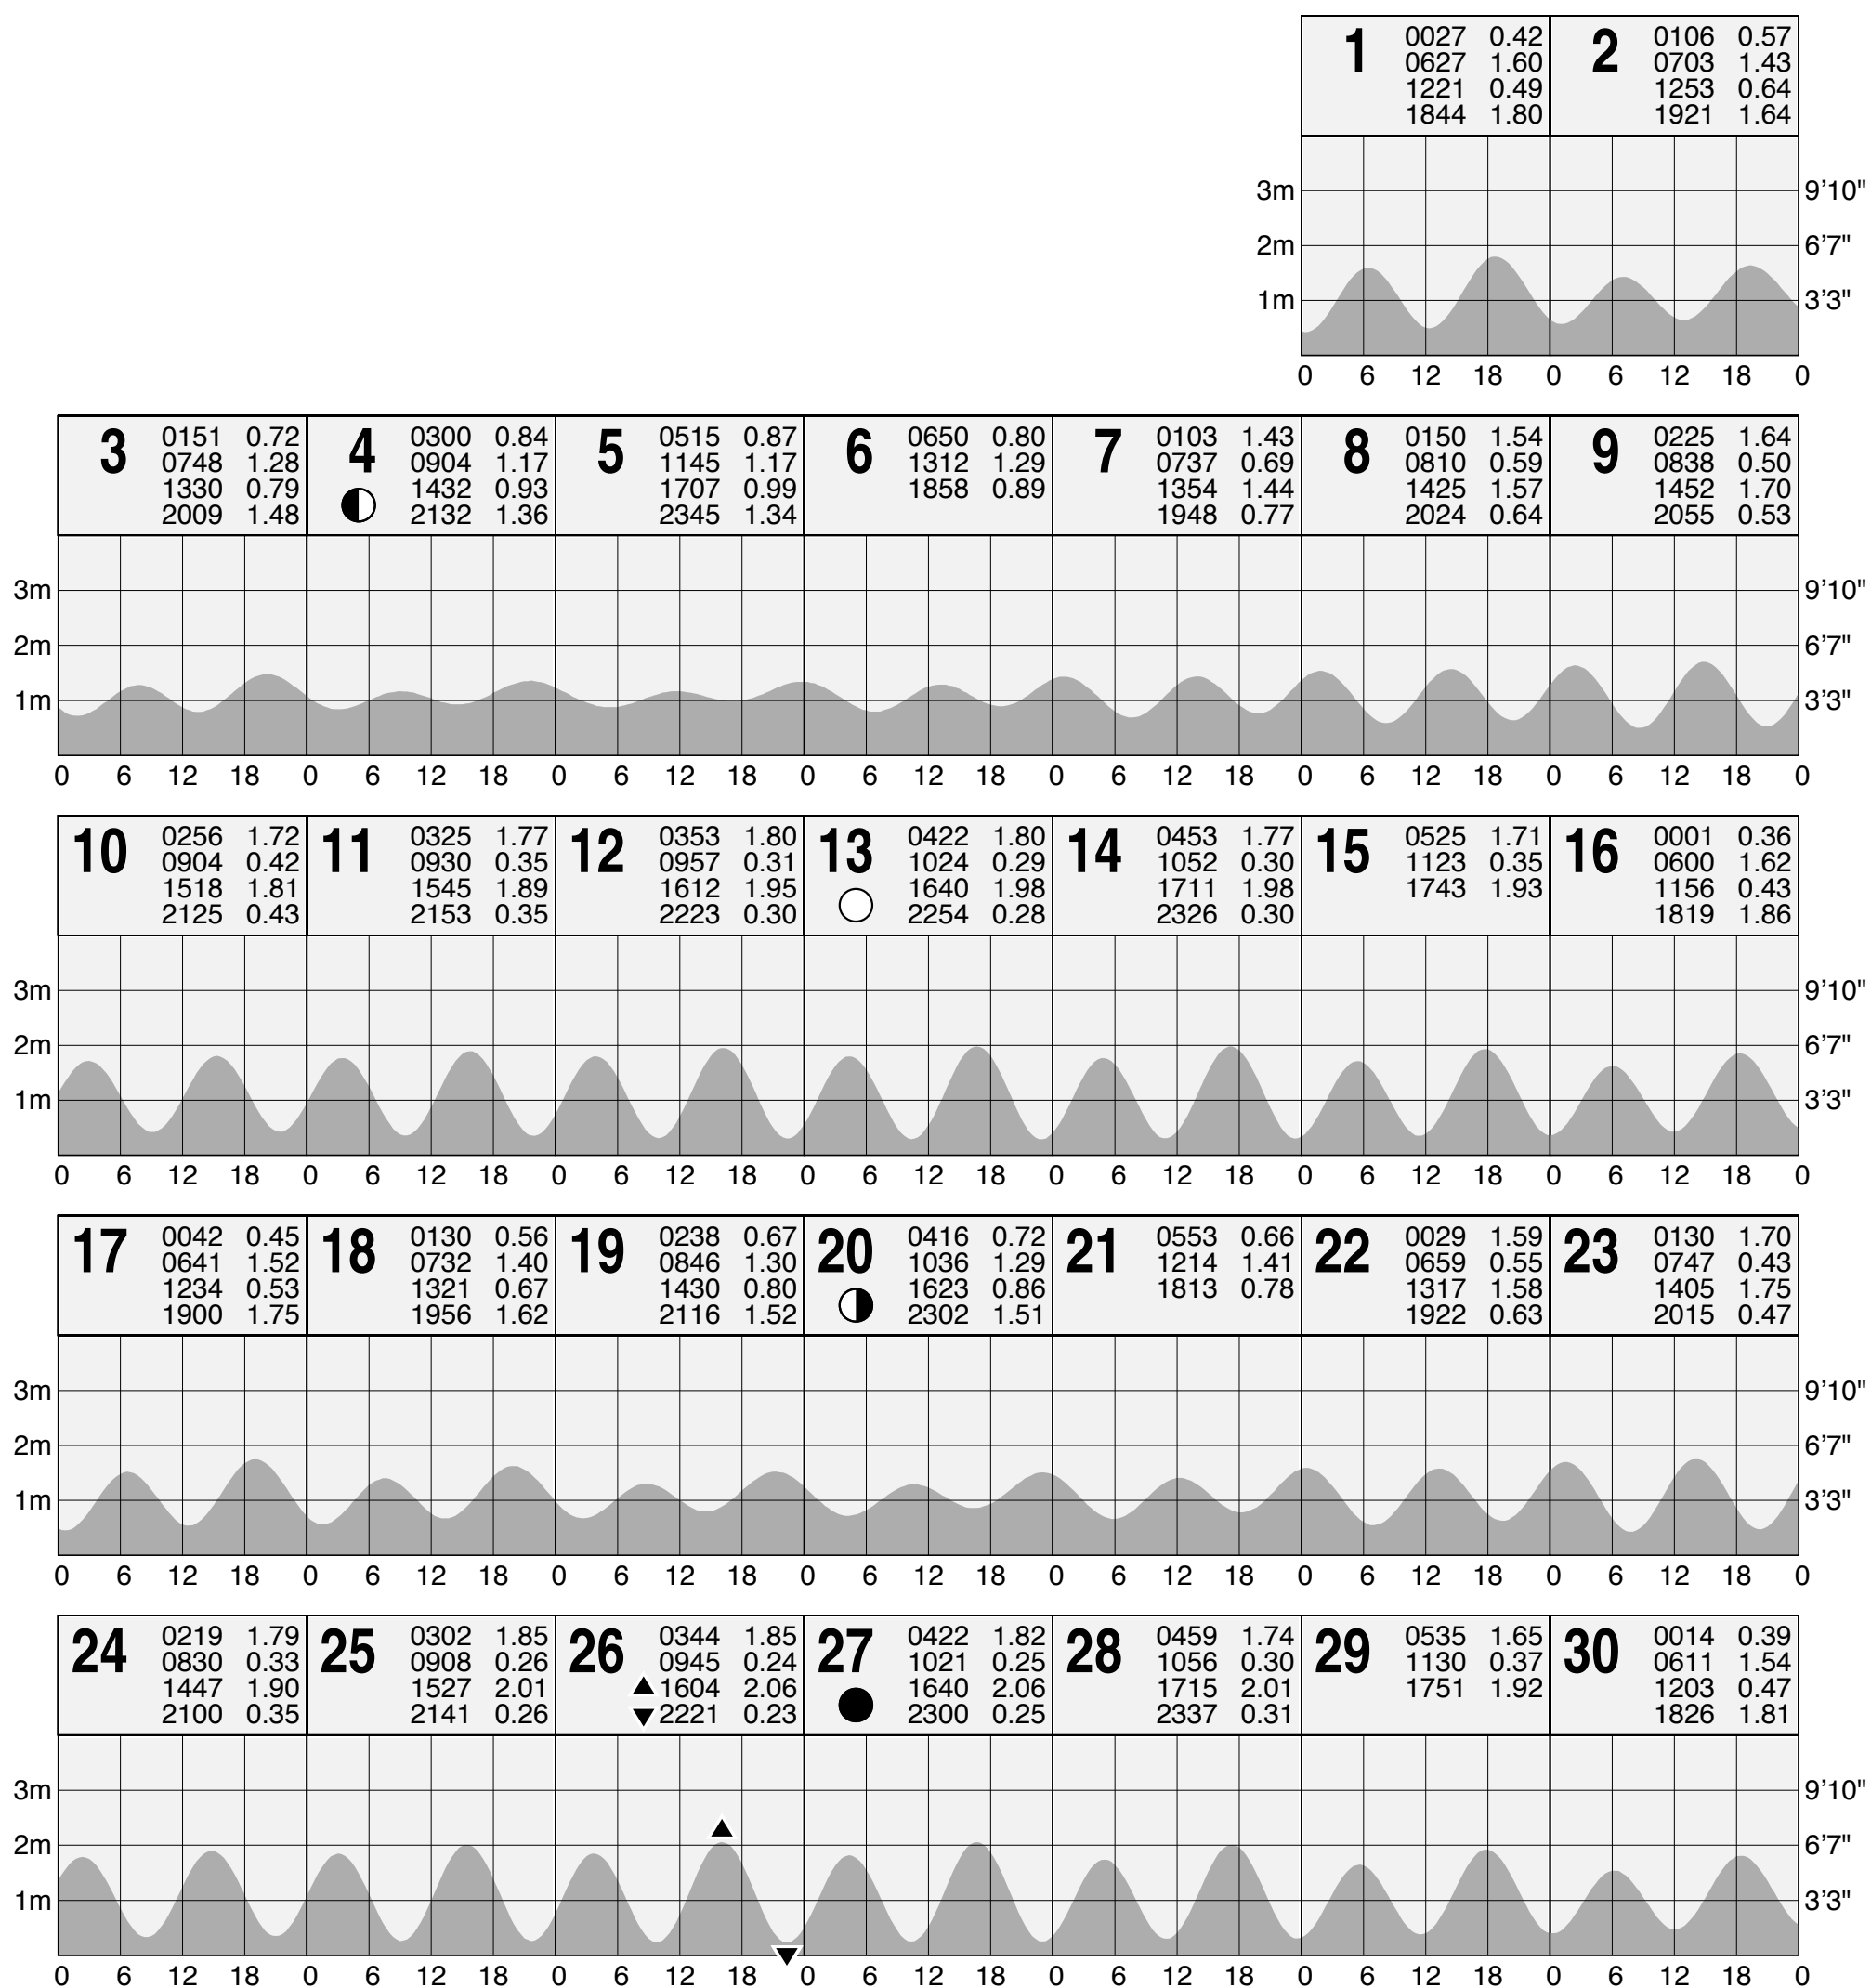 1 0027 0.42 2 0106 0.57
0627 1.60 0703 1.43
1221 0.49 1253 0.64
1844 1.80 1921 1.64
3m 9'10"
2m 6'7"
1m 3'3"
0 6 12 18 0 6 12 18 0
3 0151 0.72 4 0300 0.84 5 0515 0.87 6 0650 0.80 7 0103 1.43 8 0150 1.54 9 0225 1.64
0748 1.28 0904 1.17 1145 1.17 1312 1.29 0737 0.69 0810 0.59 0838 0.50
1330 0.79 1432 0.93 1707 0.99 1858 0.89 1354 1.44 1425 1.57 1452 1.70
2009 1.48 2132 1.36 2345 1.34 1948 0.77 2024 0.64 2055 0.53
3m 9'10"
2m 6'7"
1m 3'3"
0 6 12 18 0 6 12 18 0 6 12 18 0 6 12 18 0 6 12 18 0 6 12 18 0 6 12 18 0
10 0256 1.72 11 0325 1.77 12 0353 1.80 13 0422 1.80 14 0453 1.77 15 0525 1.71 16 0001 0.36
0904 0.42 0930 0.35 0957 0.31 1024 0.29 1052 0.30 1123 0.35 0600 1.62
1518 1.81 1545 1.89 1612 1.95 1640 1.98 1711 1.98 1743 1.93 1156 0.43
2125 0.43 2153 0.35 2223 0.30 2254 0.28 2326 0.30 1819 1.86
3m 9'10"
2m 6'7"
1m 3'3"
0 6 12 18 0 6 12 18 0 6 12 18 0 6 12 18 0 6 12 18 0 6 12 18 0 6 12 18 0
17 0042 0.45 18 0130 0.56 19 0238 0.67 20 0416 0.72 21 0553 0.66 22 0029 1.59 23 0130 1.70
0641 1.52 0732 1.40 0846 1.30 1036 1.29 1214 1.41 0659 0.55 0747 0.43
1234 0.53 1321 0.67 1430 0.80 1623 0.86 1813 0.78 1317 1.58 1405 1.75
1900 1.75 1956 1.62 2116 1.52 2302 1.51 1922 0.63 2015 0.47
3m 9'10"
2m 6'7"
1m 3'3"
0 6 12 18 0 6 12 18 0 6 12 18 0 6 12 18 0 6 12 18 0 6 12 18 0 6 12 18 0
24 0219 1.79 25 0302 1.85 26 0344 1.85 27 0422 1.82 28 0459 1.74 29 0535 1.65 30 0014 0.39
0830 0.33 0908 0.26 0945 0.24 1021 0.25 1056 0.30 1130 0.37 0611 1.54
1447 1.90 1527 2.01 1604 2.06 1640 2.06 1715 2.01 1751 1.92 1203 0.47
2100 0.35 2141 0.26 2221 0.23 2300 0.25 2337 0.31 1826 1.81
3m 9'10"
2m 6'7"
1m 3'3"
0 6 12 18 0 6 12 18 0 6 12 18 0 6 12 18 0 6 12 18 0 6 12 18 0 6 12 18 0